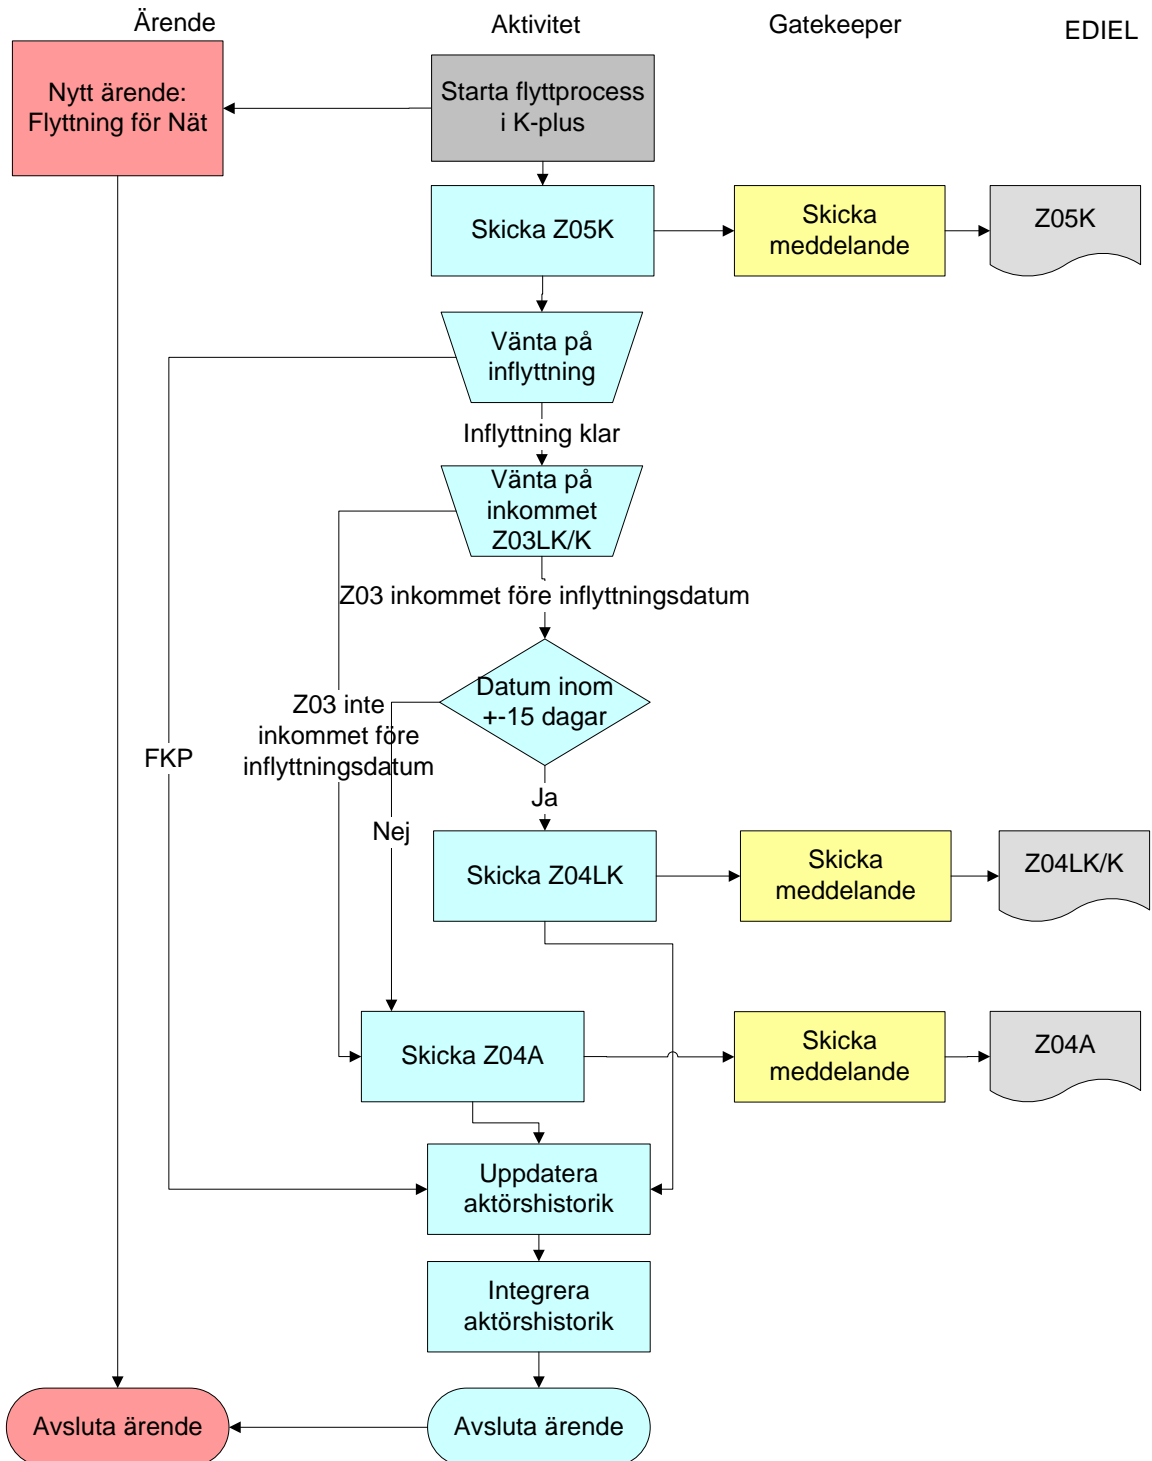 Ärende
Aktivitet
Gatekeeper
EDIEL
Nytt ärende:
Flyttning för Nät
Starta flyttprocess
i K-plus
Skicka Z05K
Skicka
meddelande
Z05K
Vänta på
inflyttning
Inflyttning klar
Vänta på
inkommet
Z03LK/K
Z03 inkommet före inflyttningsdatum
Datum inom
+-15 dagar
Z03 inte
inkommet före
inflyttningsdatum
FKP
Ja
Nej
Skicka Z04LK
Skicka
meddelande
Z04LK/K
Skicka Z04A
Skicka
meddelande
Z04A
Uppdatera
aktörshistorik
Integrera
aktörshistorik
Avsluta ärende
Avsluta ärende